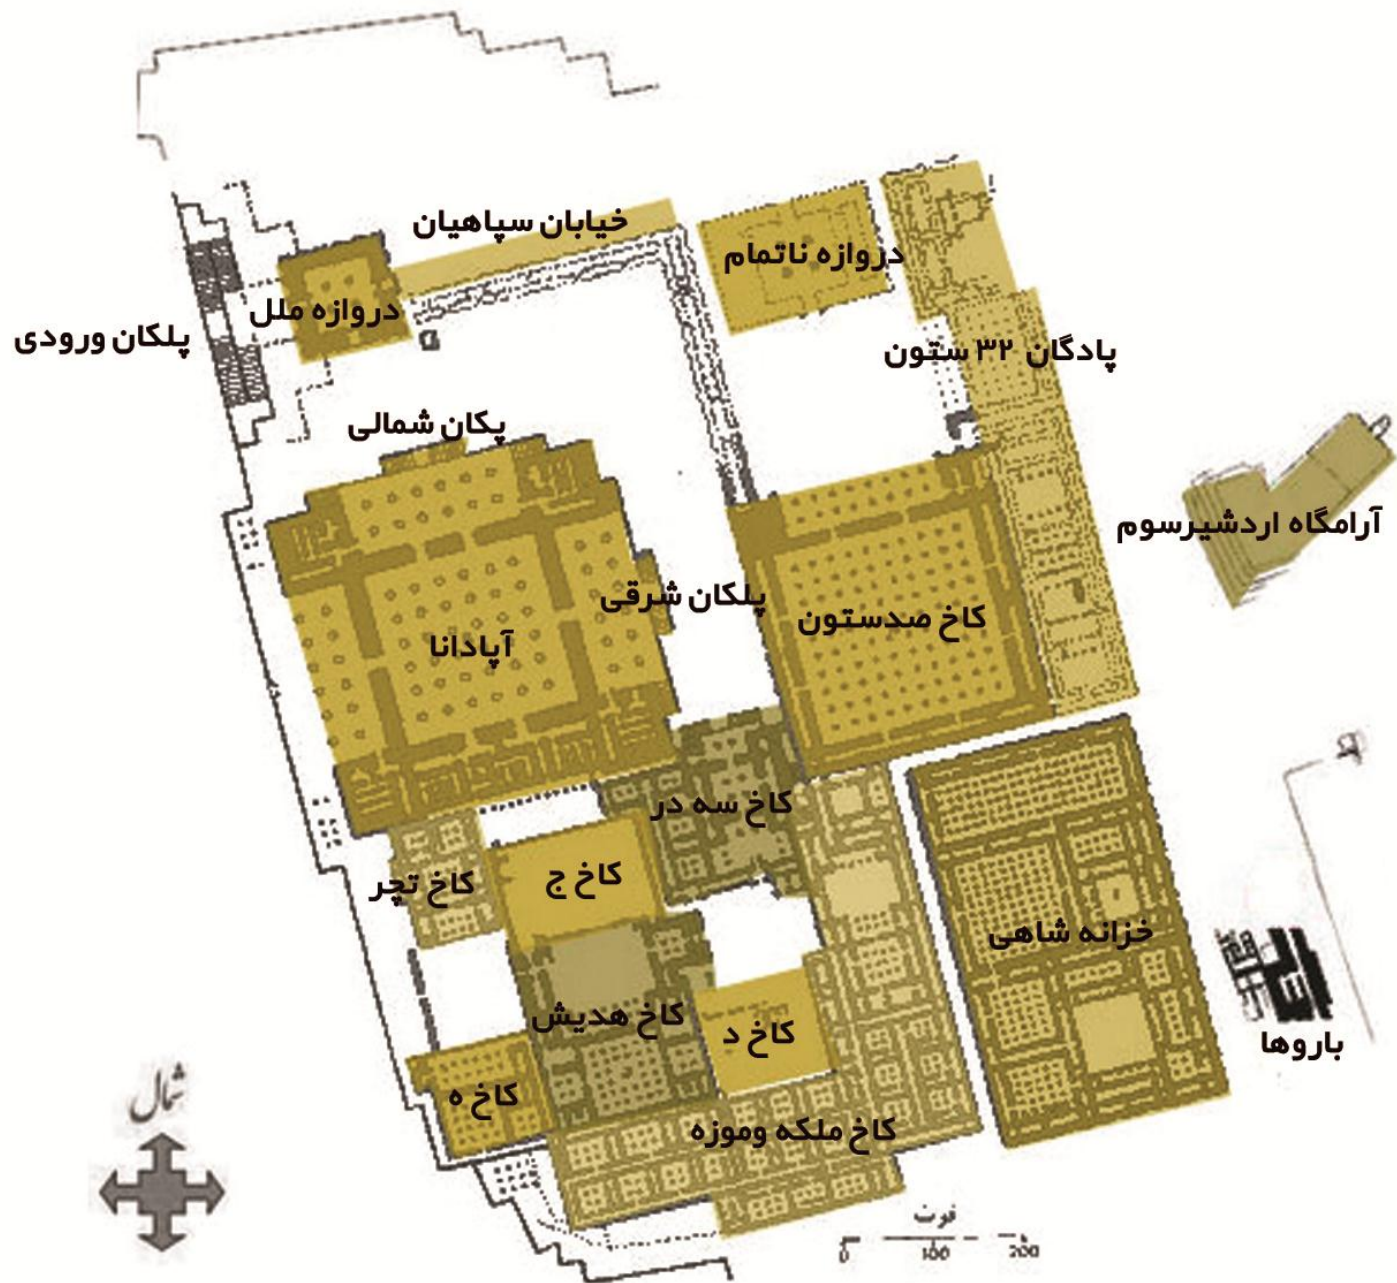 خیابان سپاهیان
دروازه ناتمام
دروازه ملل
پلکان ورودی
پادگان ۳۲ ستون
پکان شمالی
آرامگاه اردشیرسوم
پلکان شرقی
کاخ صدستون
آپادانا
کاخ سه در
کاخ ج
کاخ تچر
خزانه شاهی
کاخ هدیش
کاخ د
باروها
کاخ ه
کاخ ملکه وموزه
شمال
فوت
0 100 200